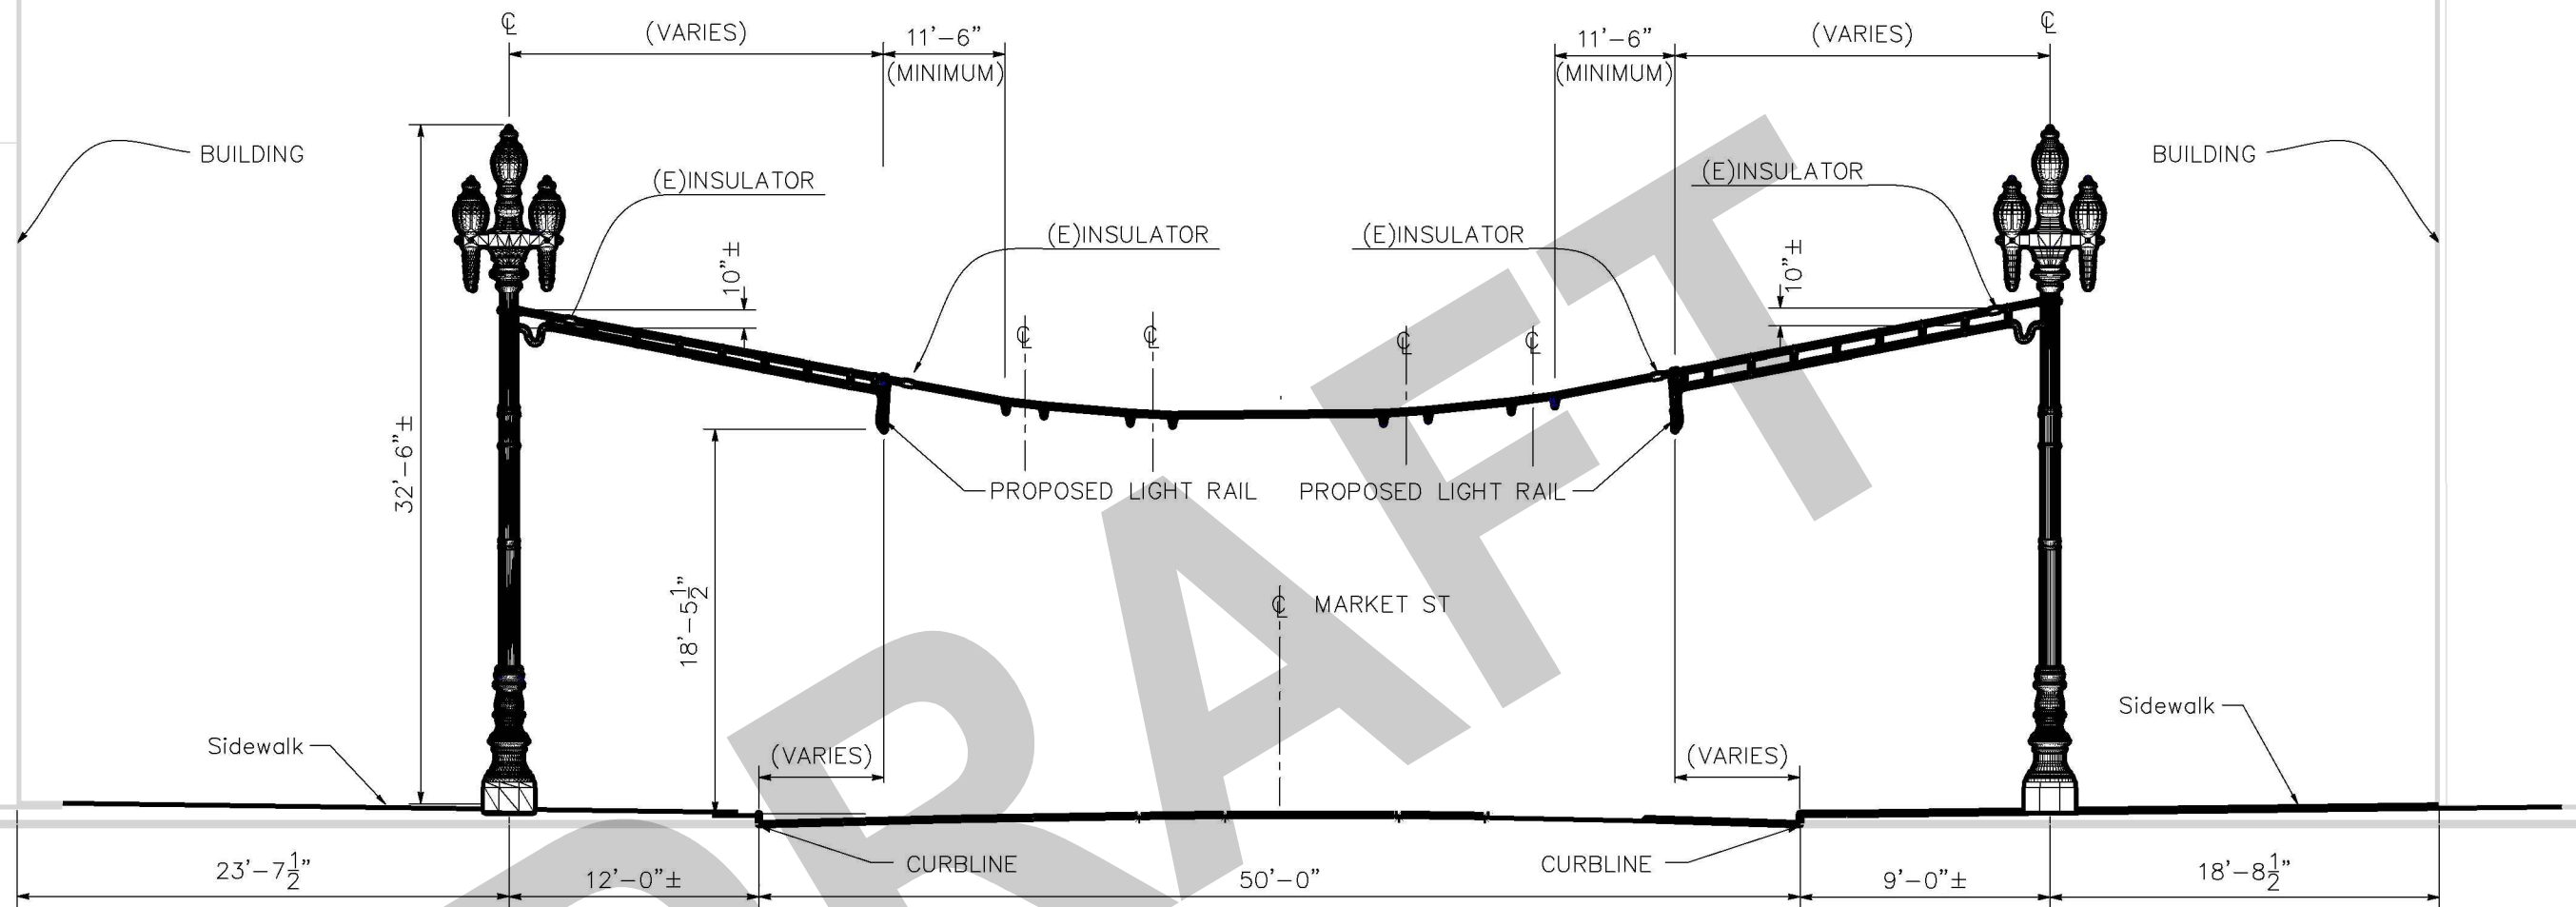 ℄
(VARIES)
11'-6"
(MINIMUM)
11'-6"
(MINIMUM)
(VARIES)
℄
BUILDING
(E)INSULATOR
(E)INSULATOR
(E)INSULATOR
(E)INSULATOR
BUILDING
10"±
10"±
℄
℄
℄
℄
32'-6"±
PROPOSED LIGHT RAIL
PROPOSED LIGHT RAIL
18'-5½"
℄ MARKET ST
Sidewalk
(VARIES)
(VARIES)
Sidewalk
CURBLINE
CURBLINE
23'-7½"
12'-0"±
50'-0"
9'-0"±
18'-8½"
DRAFT